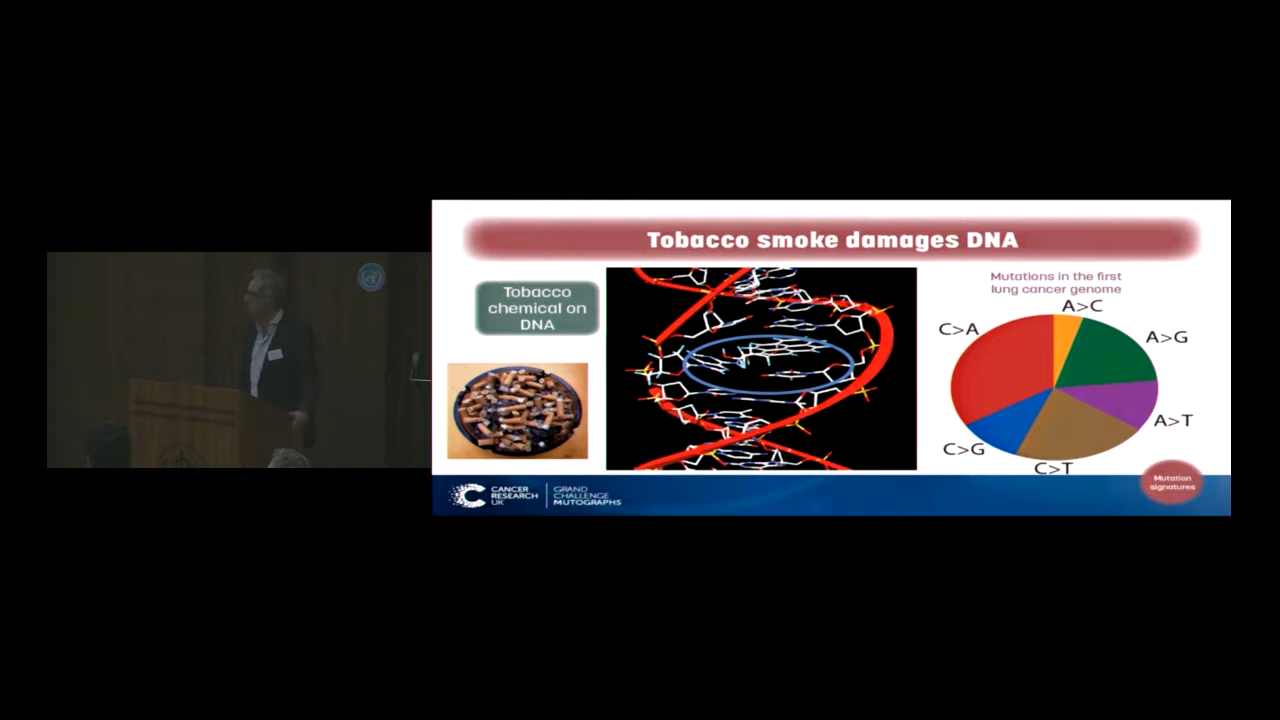 Tobacco smoke damages DNA
Tobacco
chemical on
DNA
Mutations in the first
lung cancer genome
A>C
C>A
A>G
A>T
C>G
C>T
Mutation
signatures
CANCER
RESEARCH
UK
GRAND
CHALLENGE
MUTOGRAPHS